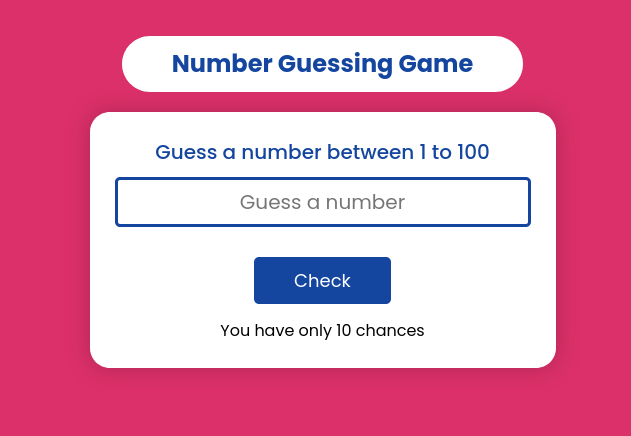 Number Guessing Game
Guess a number between 1 to 100
Guess a number
Check
You have only 10 chances